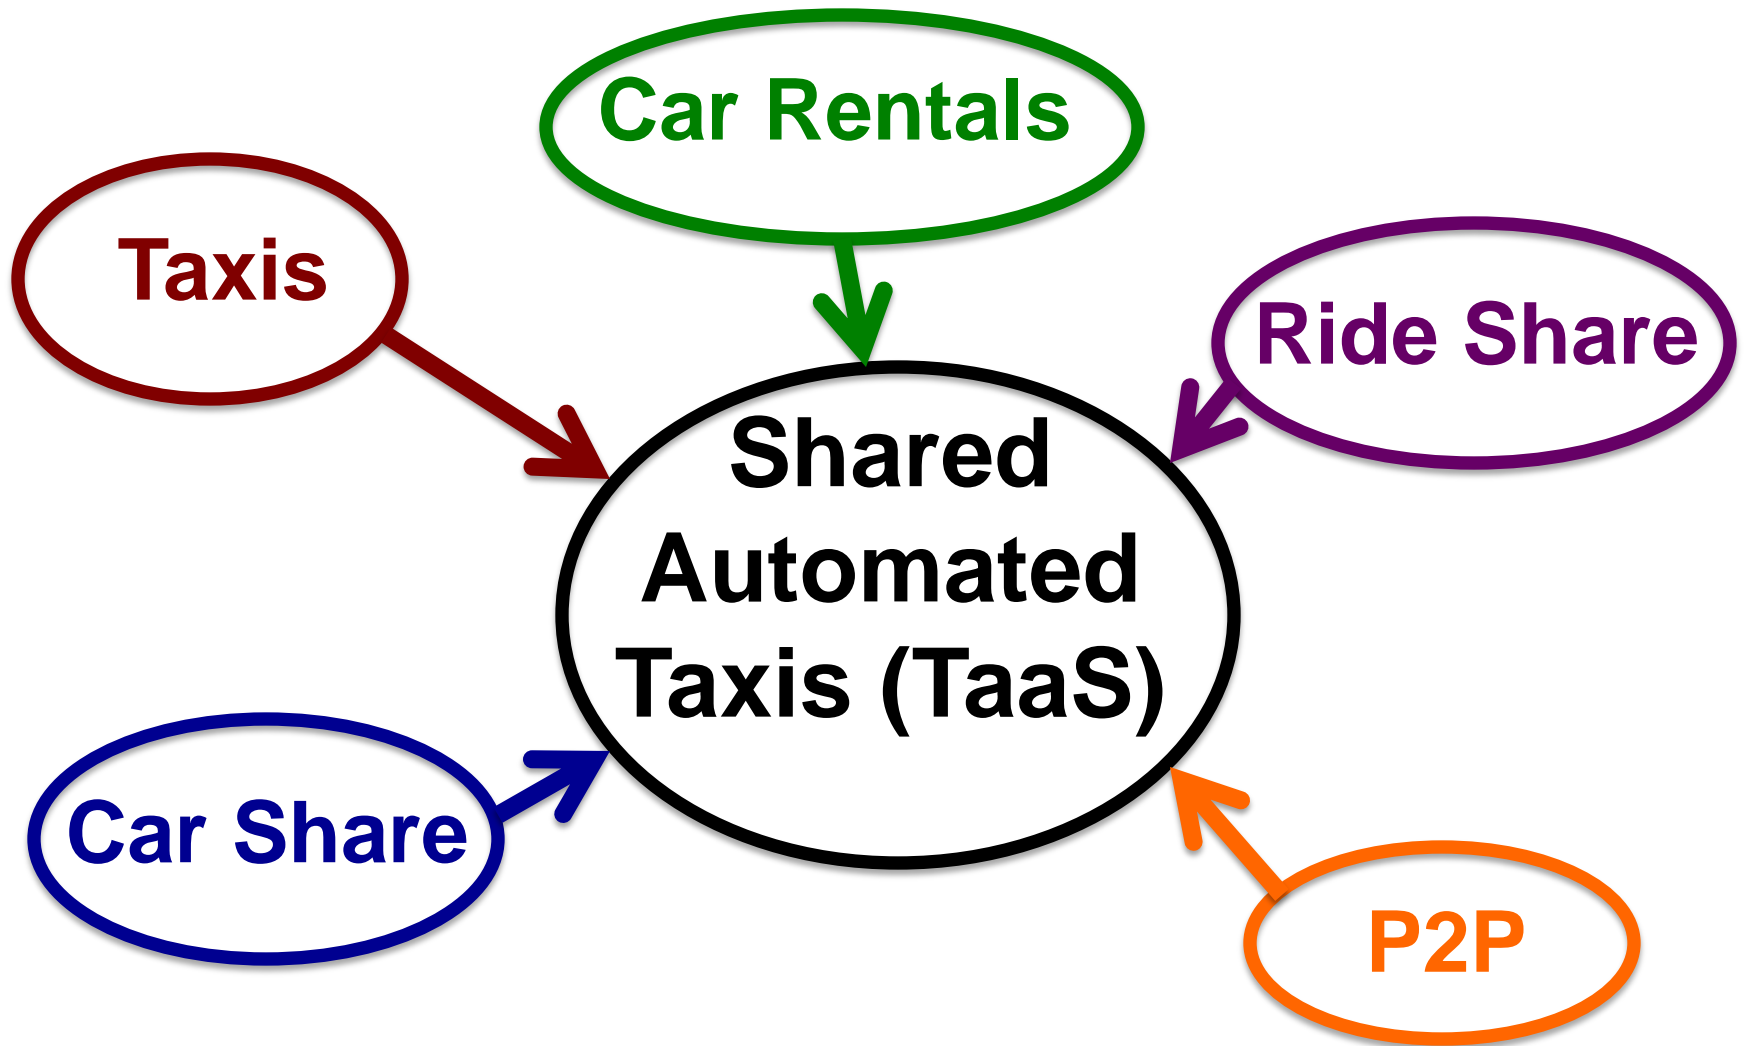 Car Rentals
Taxis
Ride Share
Shared
Automated
Taxis (TaaS)
Car Share
P2P